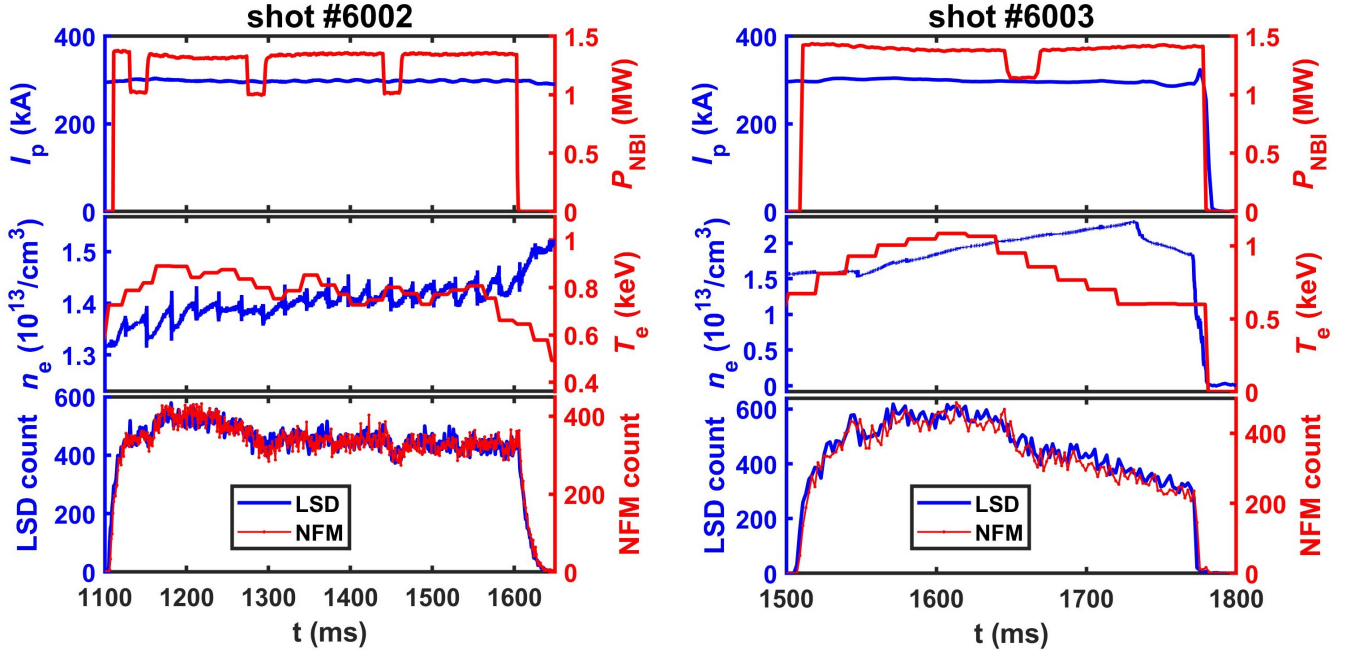 shot #6002
400
200
0
I_p (kA)
1.5
1
0.5
0
P_NBI (MW)
1.5
1.4
1.3
n_e (10^13/cm^3)
1
0.8
0.6
0.4
T_e (keV)
600
400
200
0
LSD count
400
200
0
NFM count
LSD
NFM
1100 1200 1300 1400 1500 1600
t (ms)
shot #6003
400
200
0
I_p (kA)
1.5
1
0.5
0
P_NBI (MW)
2
1.5
1
0.5
0
n_e (10^13/cm^3)
1
0.5
0
T_e (keV)
600
400
200
0
LSD count
400
200
0
NFM count
LSD
NFM
1500 1600 1700 1800
t (ms)